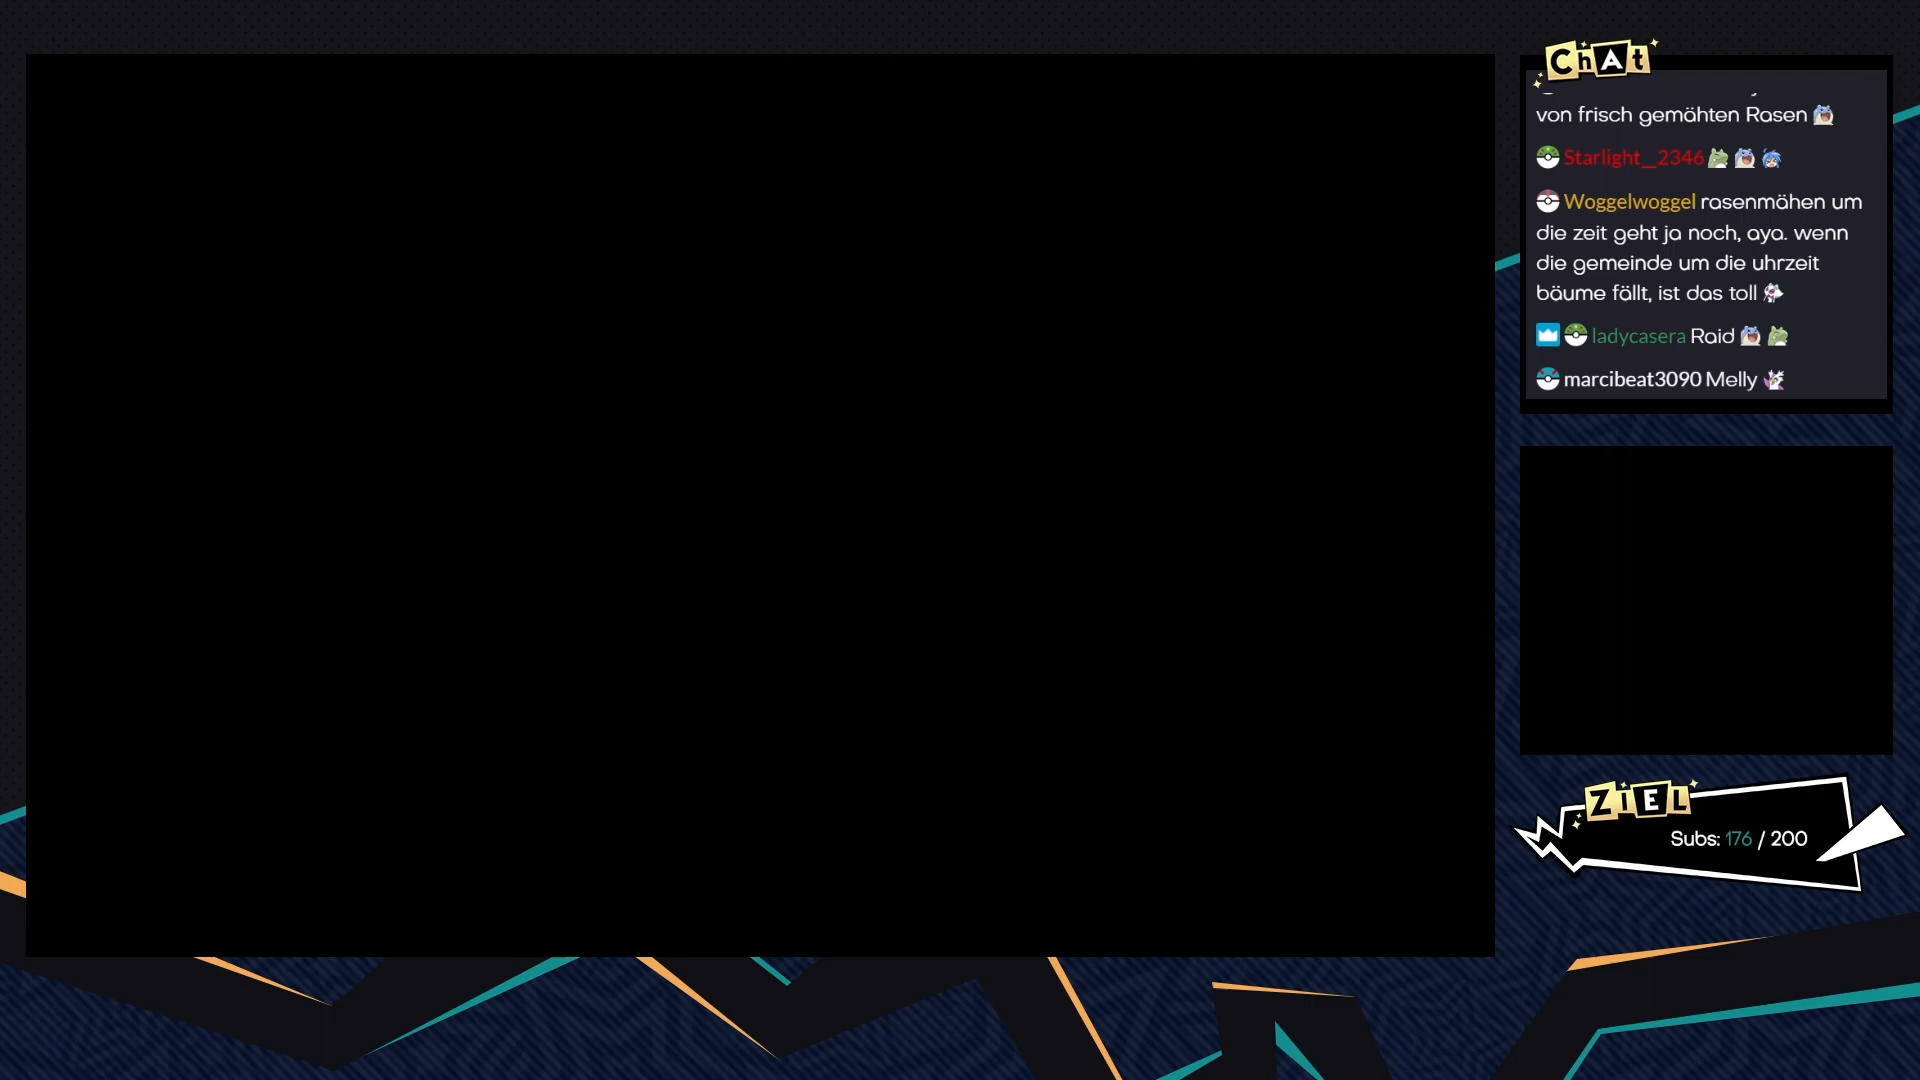 ChAt
von frisch gemähten Rasen
Starlight__2346
Woggelwoggel rasenmähen um
die zeit geht ja noch, aya. wenn
die gemeinde um die uhrzeit
bäume fällt, ist das toll
ladycasera Raid
marcibeat3090 Melly
ZIEL
Subs: 176 / 200